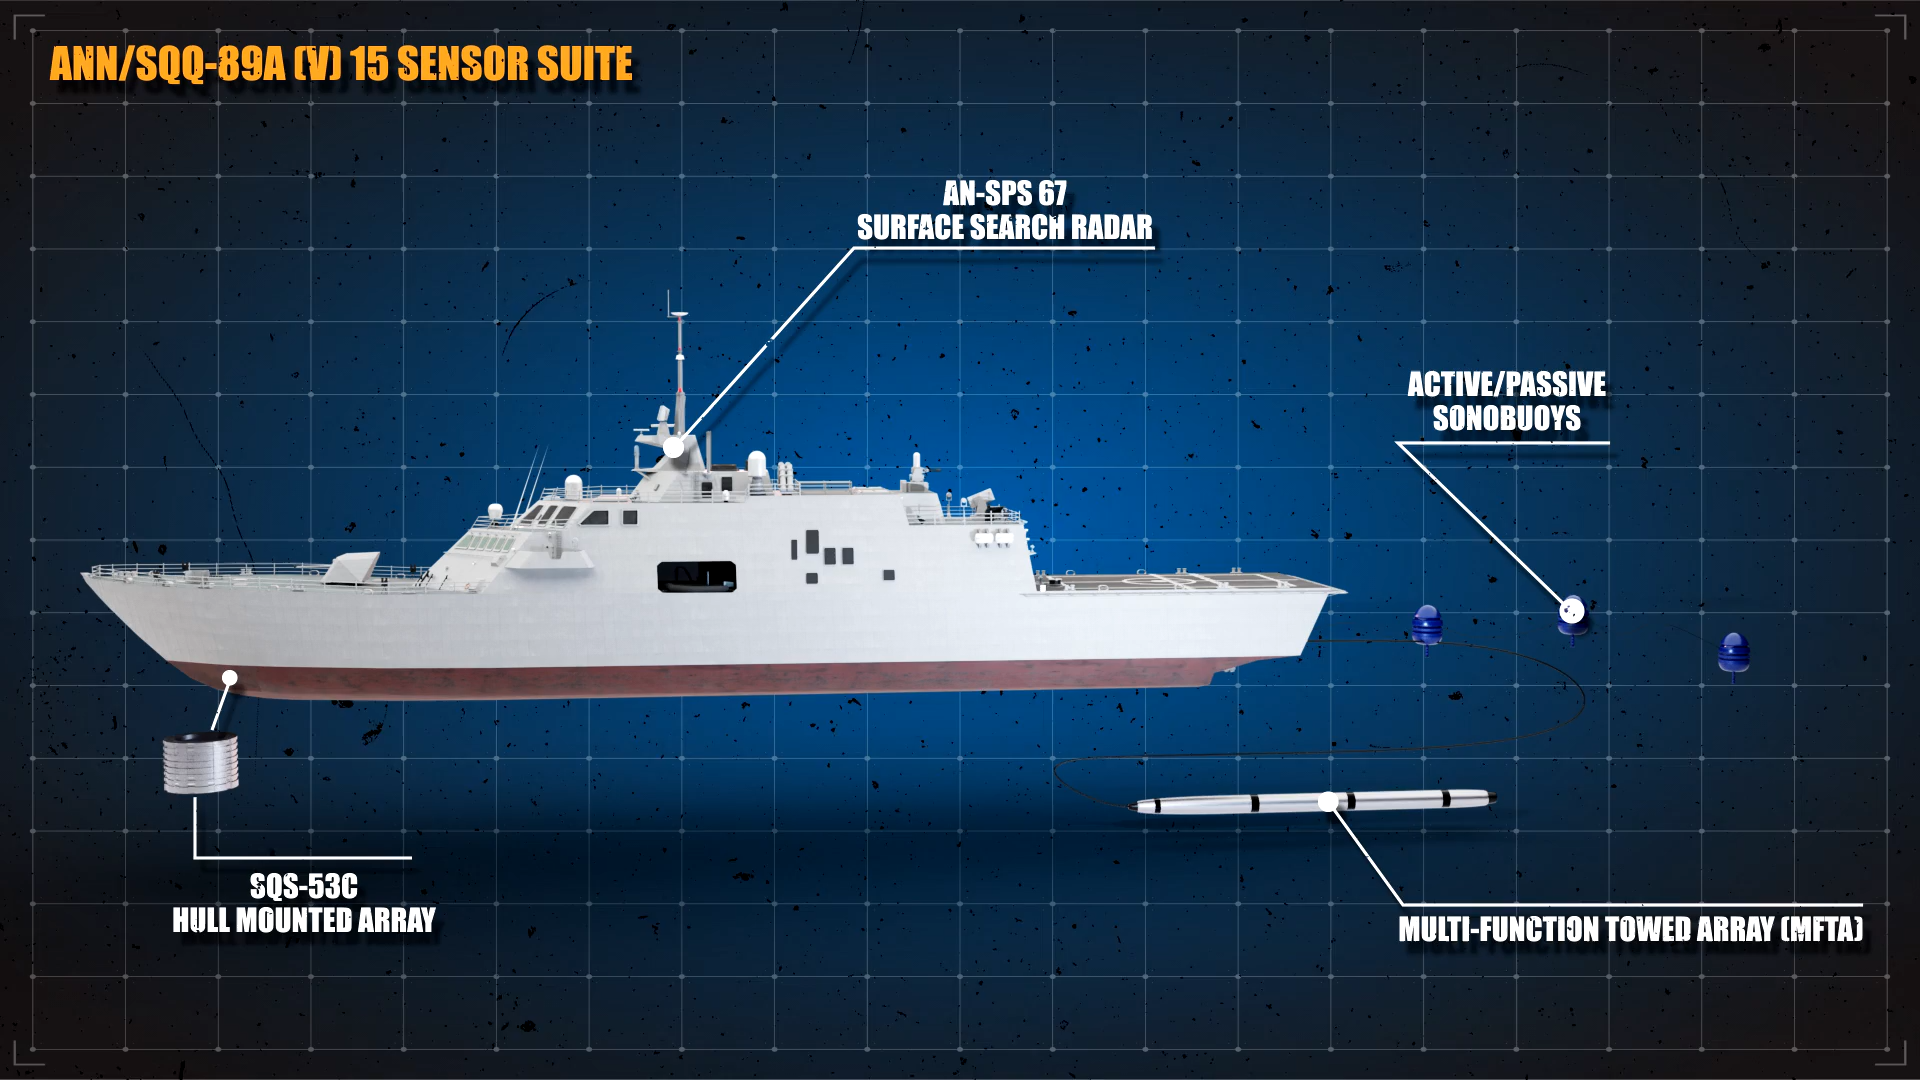 ANN/SQQ-89A (V) 15 SENSOR SUITE
AN-SPS 67
SURFACE SEARCH RADAR
ACTIVE/PASSIVE
SONOBUOYS
SQS-53C
HULL MOUNTED ARRAY
MULTI-FUNCTION TOWED ARRAY (MFTA)